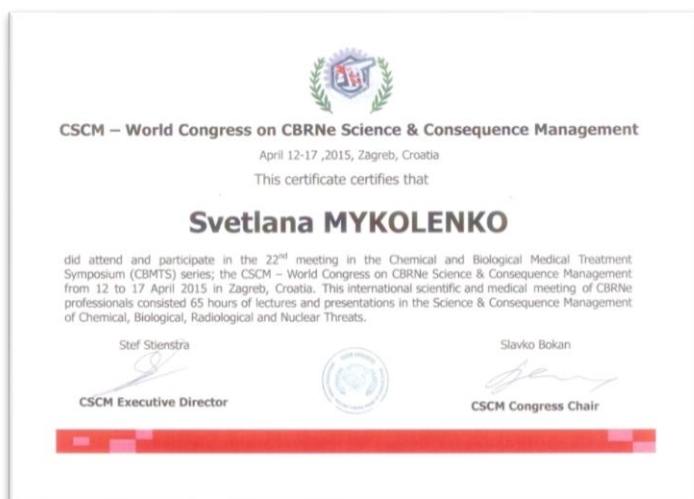 CSCM – World Congress on CBRNe Science & Consequence Management
April 12-17 ,2015, Zagreb, Croatia
This certificate certifies that
Svetlana MYKOLENKO
did attend and participate in the 22nd meeting in the Chemical and Biological Medical Treatment
Symposium (CBMTS) series; the CSCM – World Congress on CBRNe Science & Consequence Management
from 12 to 17 April 2015 in Zagreb, Croatia. This international scientific and medical meeting of CBRNe
professionals consisted 65 hours of lectures and presentations in the Science & Consequence Management
of Chemical, Biological, Radiological and Nuclear Threats.
Stef Stienstra
Slavko Bokan
CSCM Executive Director
CSCM Congress Chair